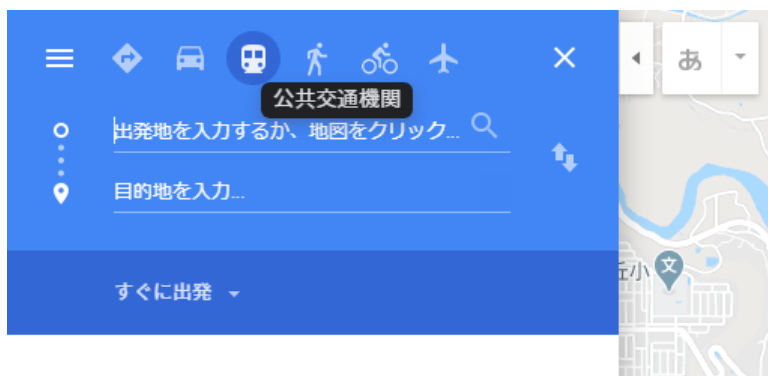 公共交通機関
あ
出発地を入力するか、地図をクリック...
目的地を入力...
すぐに出発
丘小
文